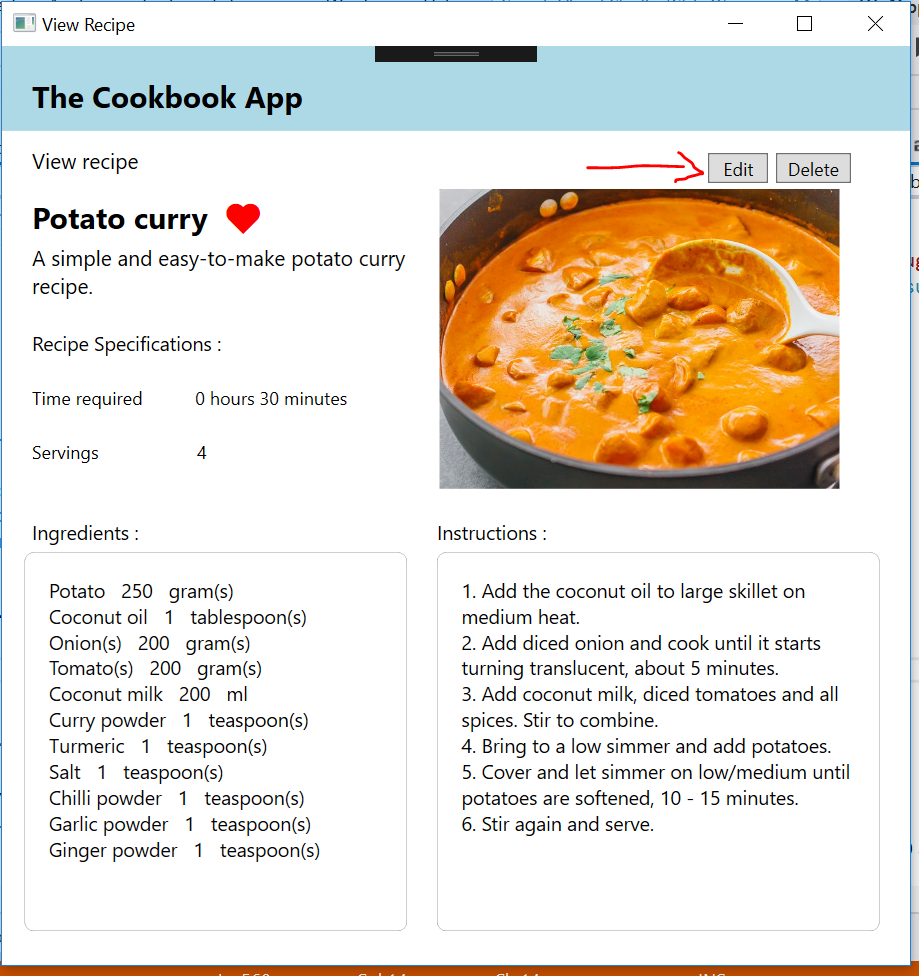 View Recipe
The Cookbook App
View recipe
Edit
Delete
Potato curry
A simple and easy-to-make potato curry
recipe.
Recipe Specifications :
Time required 0 hours 30 minutes
Servings 4
Ingredients :
Potato 250 gram(s)
Coconut oil 1 tablespoon(s)
Onion(s) 200 gram(s)
Tomato(s) 200 gram(s)
Coconut milk 200 ml
Curry powder 1 teaspoon(s)
Turmeric 1 teaspoon(s)
Salt 1 teaspoon(s)
Chilli powder 1 teaspoon(s)
Garlic powder 1 teaspoon(s)
Ginger powder 1 teaspoon(s)
Instructions :
1. Add the coconut oil to large skillet on
medium heat.
2. Add diced onion and cook until it starts
turning translucent, about 5 minutes.
3. Add coconut milk, diced tomatoes and all
spices. Stir to combine.
4. Bring to a low simmer and add potatoes.
5. Cover and let simmer on low/medium until
potatoes are softened, 10 - 15 minutes.
6. Stir again and serve.